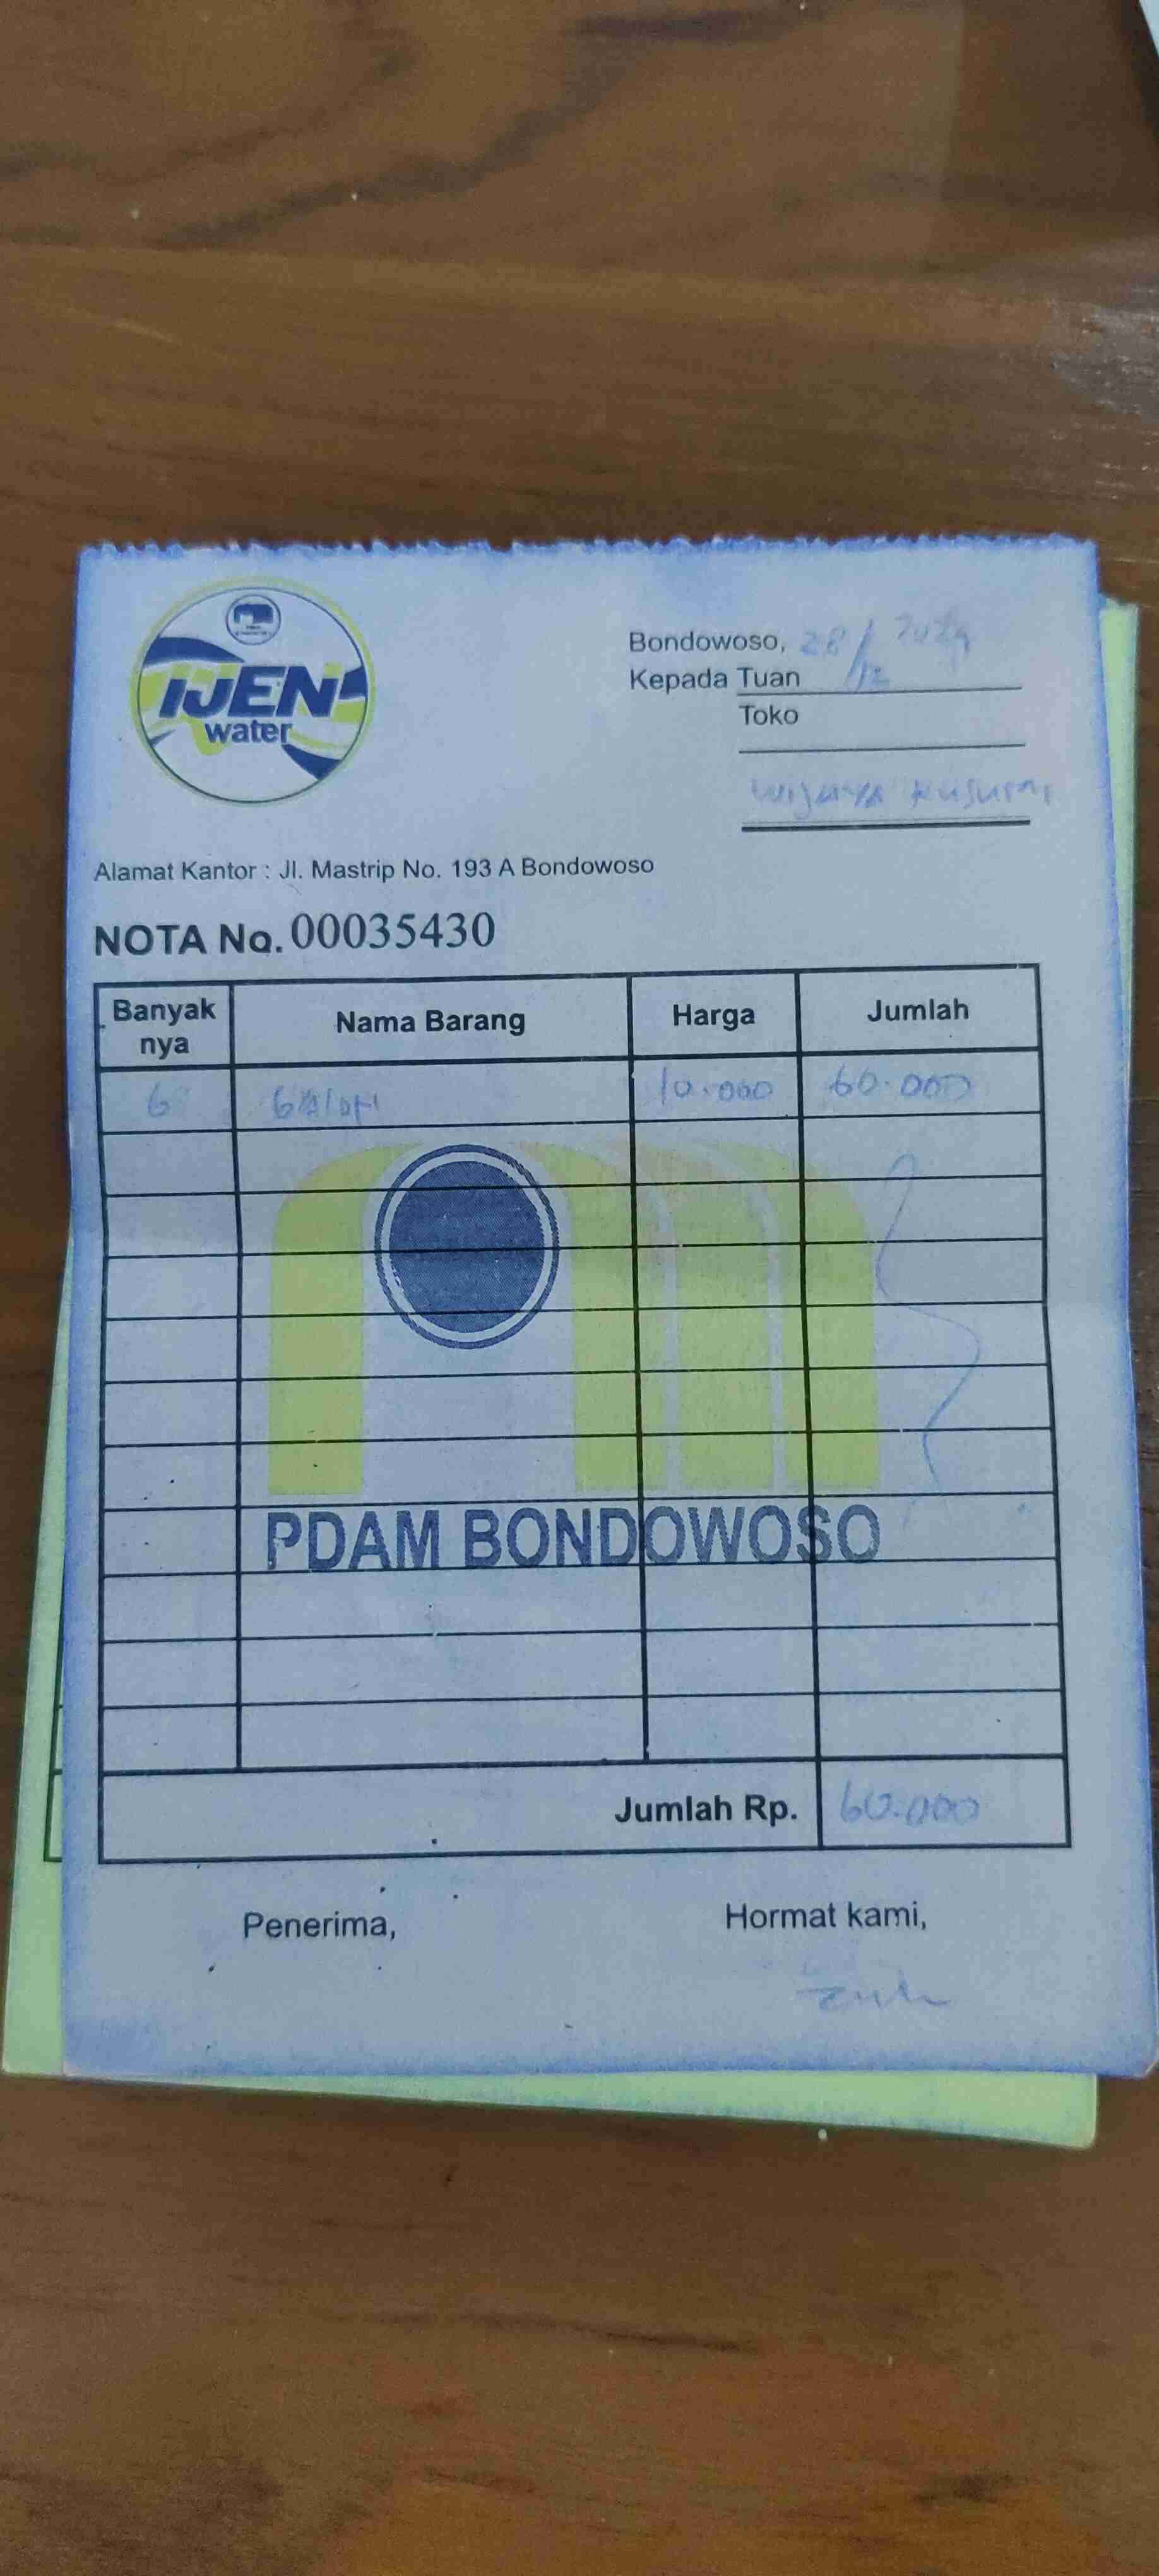 IJEN
water
Bondowoso, 28/12 2024
Kepada Tuan
Toko
Wijaya Kusuma
Alamat Kantor : Jl. Mastrip No. 193 A Bondowoso
NOTA No. 00035430
Banyak nya Nama Barang Harga Jumlah
6 Galon 10.000 60.000
PDAM BONDOWOSO
Jumlah Rp. 60.000
Penerima, Hormat kami,